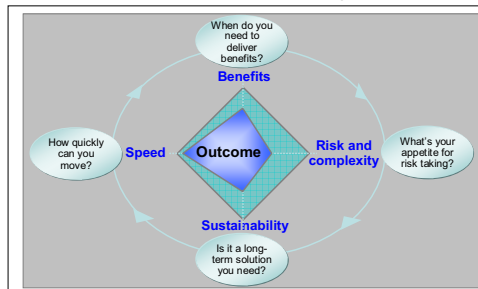 When do you
need to
deliver
benefits?
Benefits
How quickly
can you
move?
Speed
Outcome
Risk and
complexity
What's your
appetite for
risk taking?
Sustainability
Is it a long-
term solution
you need?